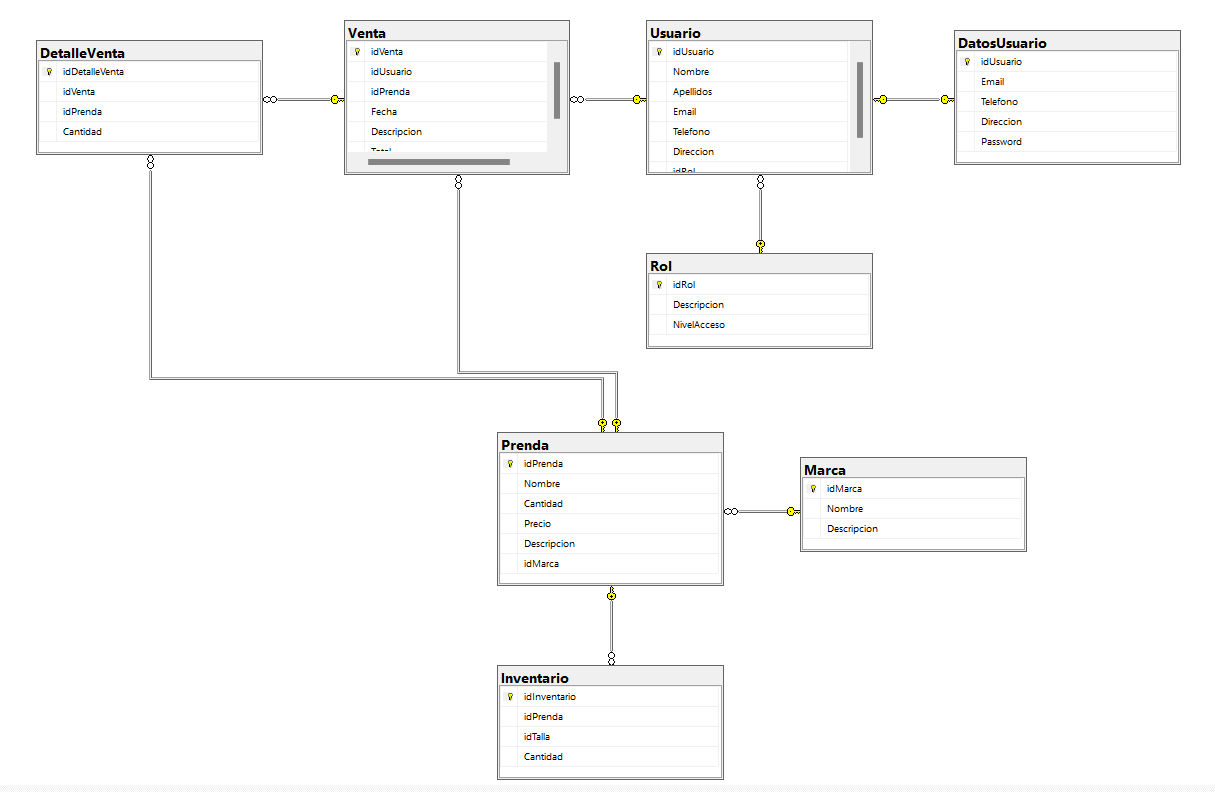 DetalleVenta
idDetalleVenta
idVenta
idPrenda
Cantidad
Venta
idVenta
idUsuario
idPrenda
Fecha
Descripcion
Total
Usuario
idUsuario
Nombre
Apellidos
Email
Telefono
Direccion
idRol
DatosUsuario
idUsuario
Email
Telefono
Direccion
Password
Rol
idRol
Descripcion
NivelAcceso
Prenda
idPrenda
Nombre
Cantidad
Precio
Descripcion
idMarca
Marca
idMarca
Nombre
Descripcion
Inventario
idInventario
idPrenda
idTalla
Cantidad